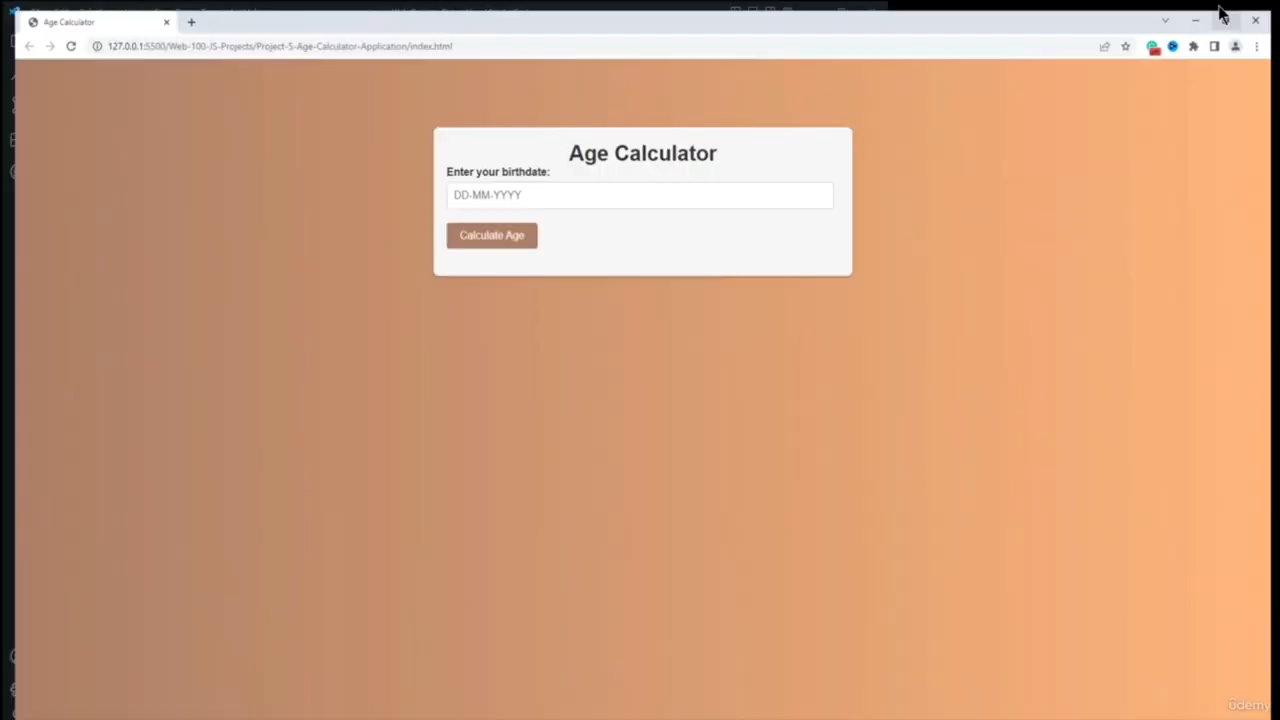 Age Calculator
127.0.0.1:5500/Web-100-JS-Projects/Project-5-Age-Calculator-Application/index.html
Age Calculator
Enter your birthdate:
DD-MM-YYYY
Calculate Age
ûdemy